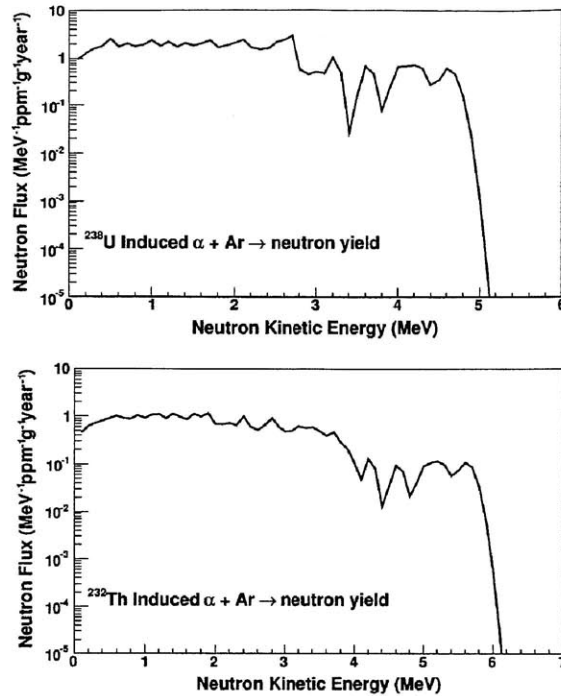 Neutron Flux (MeV⁻¹ppm⁻¹g⁻¹year⁻¹)
10
1
10⁻¹
10⁻²
10⁻³
10⁻⁴
10⁻⁵
²³⁸U Induced α + Ar → neutron yield
0 1 2 3 4 5 6
Neutron Kinetic Energy (MeV)
Neutron Flux (MeV⁻¹ppm⁻¹g⁻¹year⁻¹)
10
1
10⁻¹
10⁻²
10⁻³
10⁻⁴
10⁻⁵
²³²Th Induced α + Ar → neutron yield
0 1 2 3 4 5 6 7
Neutron Kinetic Energy (MeV)